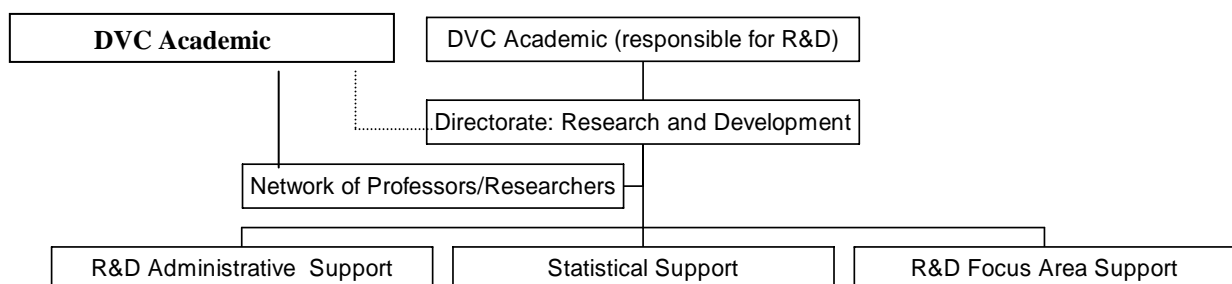 DVC Academic
DVC Academic (responsible for R&D)
Directorate: Research and Development
Network of Professors/Researchers
R&D Administrative Support
Statistical Support
R&D Focus Area Support